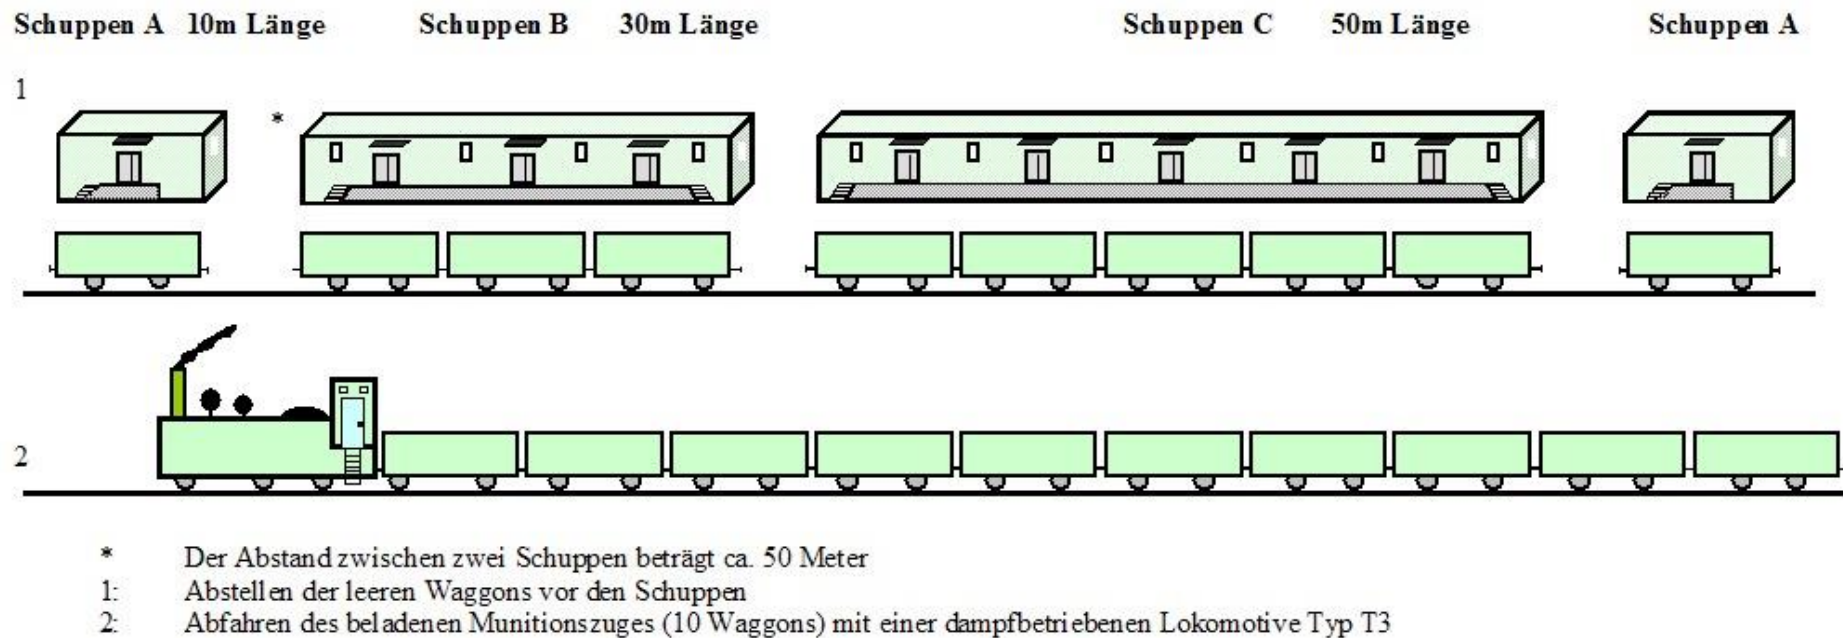 Schuppen A 10m Länge Schuppen B 30m Länge Schuppen C 50m Länge Schuppen A
1
*
2
* Der Abstand zwischen zwei Schuppen beträgt ca. 50 Meter
1: Abstellen der leeren Waggons vor den Schuppen
2: Abfahren des beladenen Munitionszuges (10 Waggons) mit einer dampfbetriebenen Lokomotive Typ T3